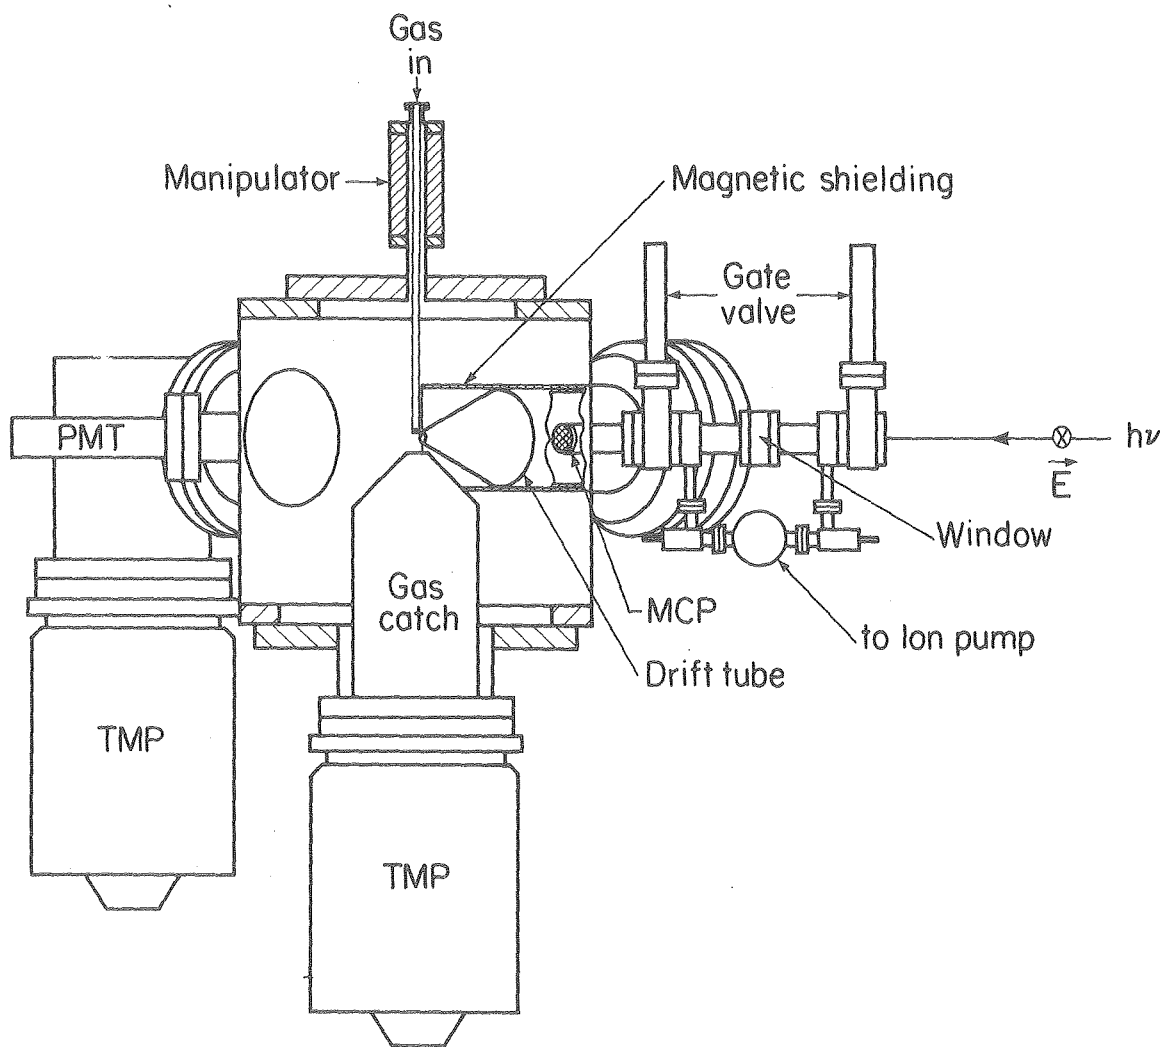 Gas
in
Manipulator
Magnetic shielding
Gate
valve
PMT
hν
E
Window
Gas
catch
MCP
to Ion pump
Drift tube
TMP
TMP